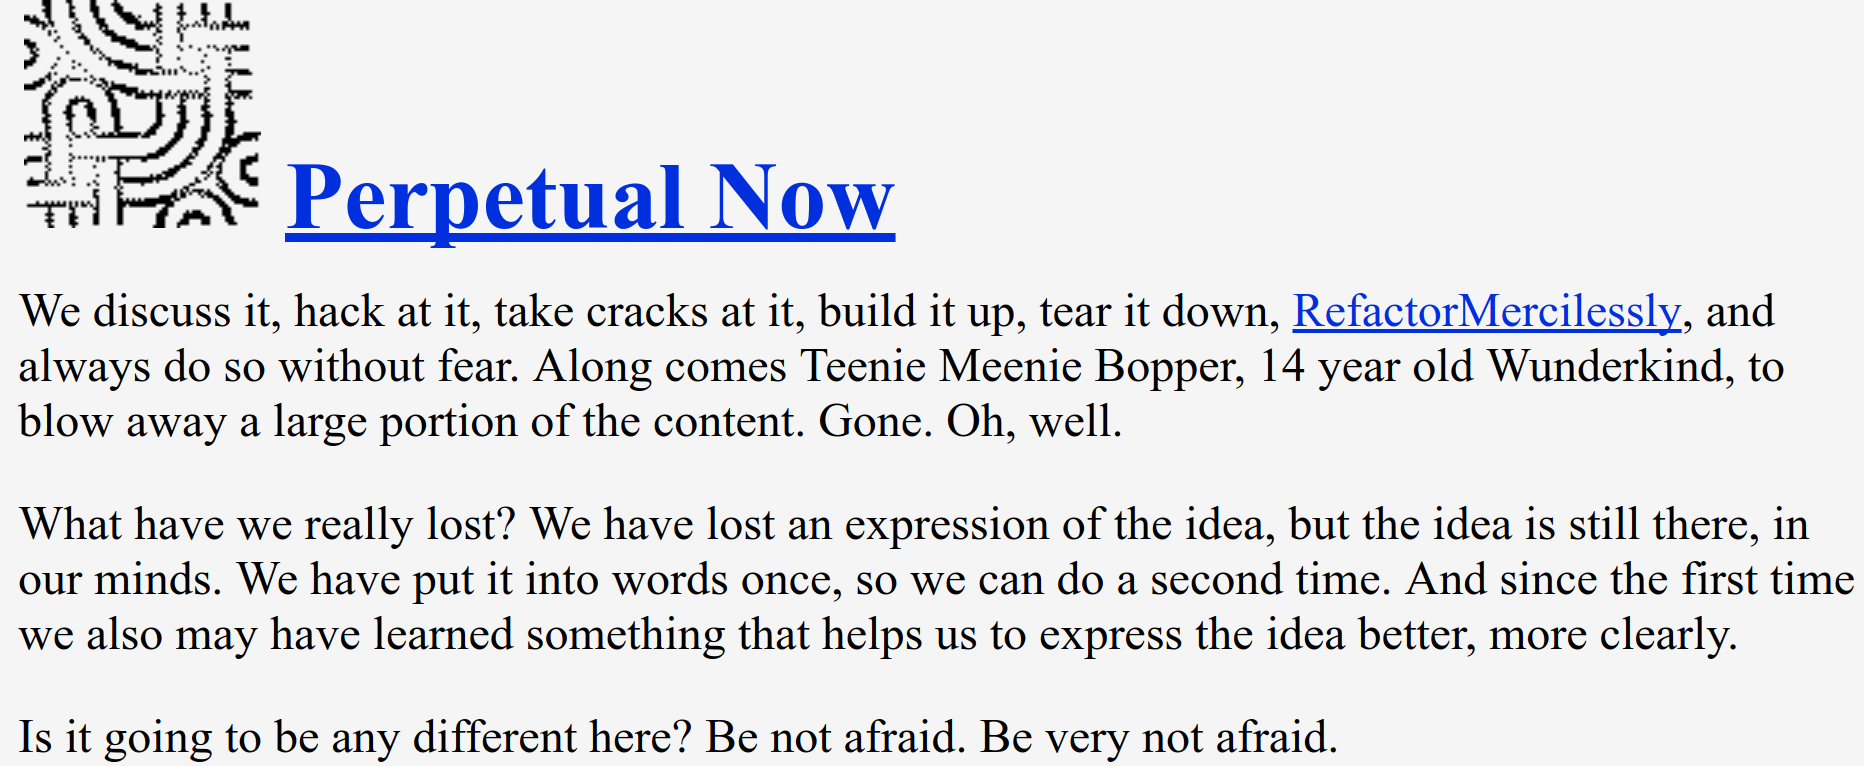 Perpetual Now
We discuss it, hack at it, take cracks at it, build it up, tear it down, RefactorMercilessly, and
always do so without fear. Along comes Teenie Meenie Bopper, 14 year old Wunderkind, to
blow away a large portion of the content. Gone. Oh, well.
What have we really lost? We have lost an expression of the idea, but the idea is still there, in
our minds. We have put it into words once, so we can do a second time. And since the first time
we also may have learned something that helps us to express the idea better, more clearly.
Is it going to be any different here? Be not afraid. Be very not afraid.